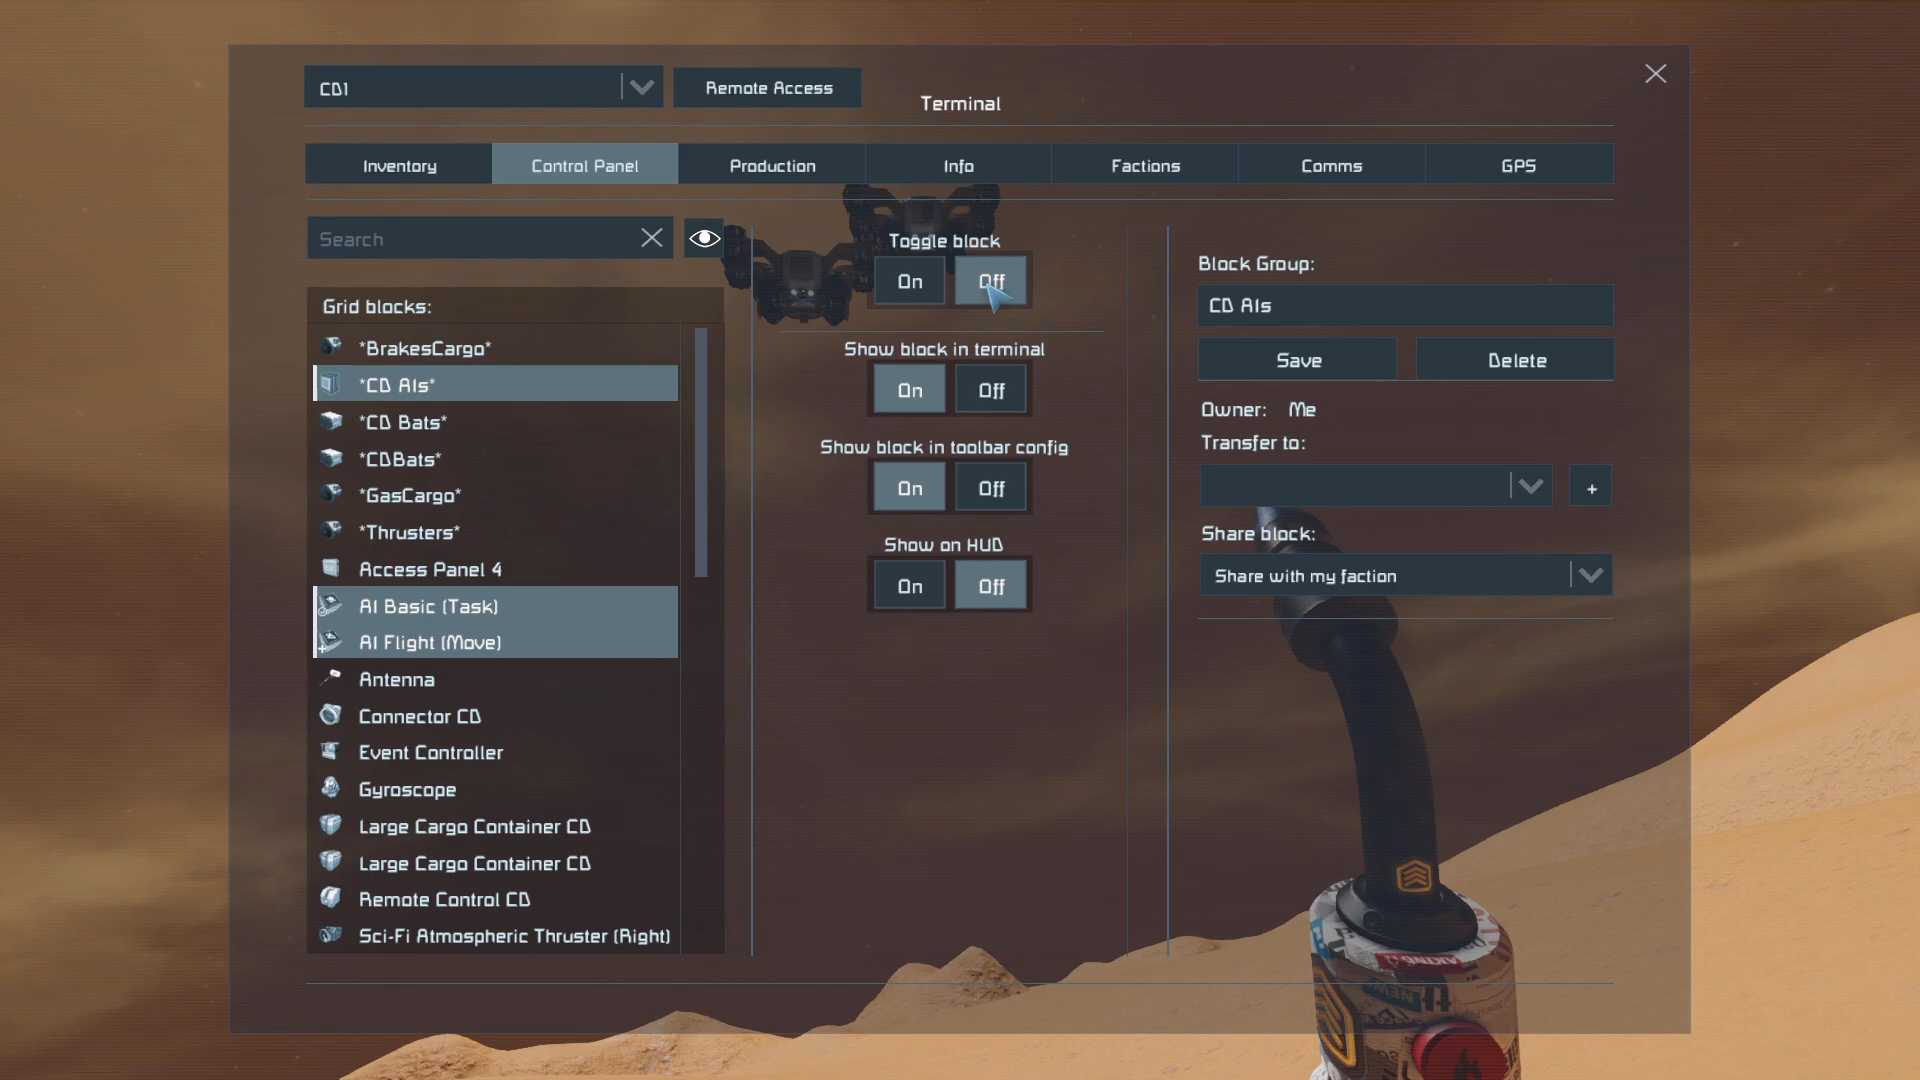 CD1
Remote Access
Terminal
Inventory
Control Panel
Production
Info
Factions
Comms
GPS
Search
Grid blocks:
*BrakesCargo*
*CD AIs*
*CD Bats*
*CDBats*
*GasCargo*
*Thrusters*
Access Panel 4
AI Basic (Task)
AI Flight (Move)
Antenna
Connector CD
Event Controller
Gyroscope
Large Cargo Container CD
Large Cargo Container CD
Remote Control CD
Sci-Fi Atmospheric Thruster (Right)
Toggle block
On Off
Show block in terminal
On Off
Show block in toolbar config
On Off
Show on HUD
On Off
Block Group:
CD AIs
Save Delete
Owner: Me
Transfer to:
+
Share block:
Share with my faction